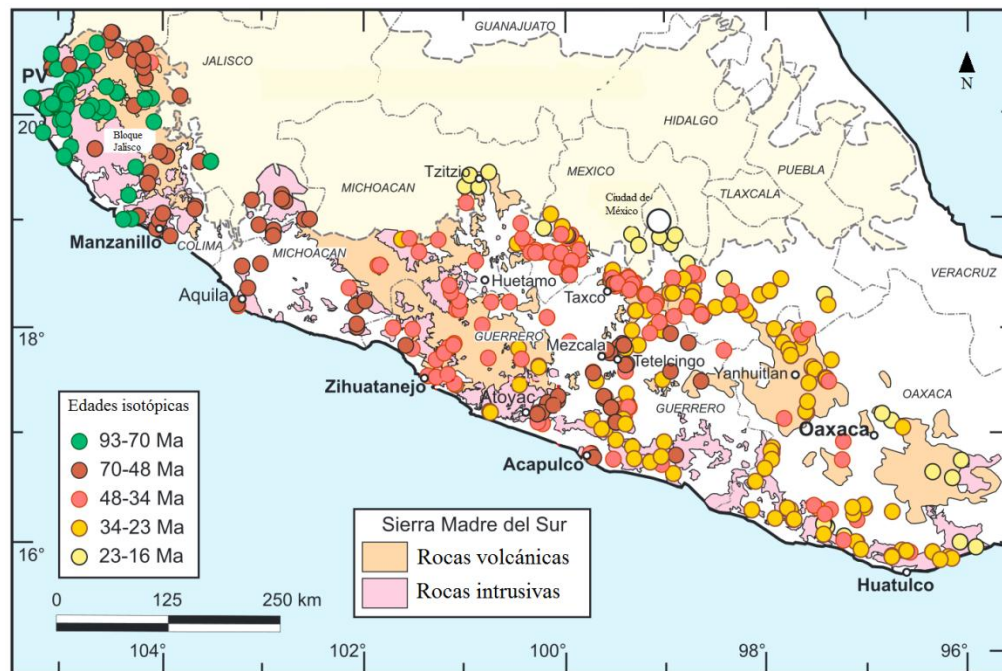 GUANAJUATO
JALISCO
N
PV
20°
HIDALGO
Bloque
Jalisco
Tzitzio
MEXICO
PUEBLA
MICHOACAN
Ciudad de
México
TLAXCALA
Manzanillo
COLIMA
MICHOACAN
VERACRUZ
Huetamo
Aquila
Taxco
18°
GUERRERO
Mezcala
Tetelcingo
Yanhuitlan
Zihuatanejo
Atoyac
GUERRERO
OAXACA
Oaxaca
Acapulco
Edades isotópicas
93-70 Ma
70-48 Ma
48-34 Ma
34-23 Ma
23-16 Ma
Sierra Madre del Sur
Rocas volcánicas
Rocas intrusivas
16°
Huatulco
0 125 250 km
104° 102° 100° 98° 96°